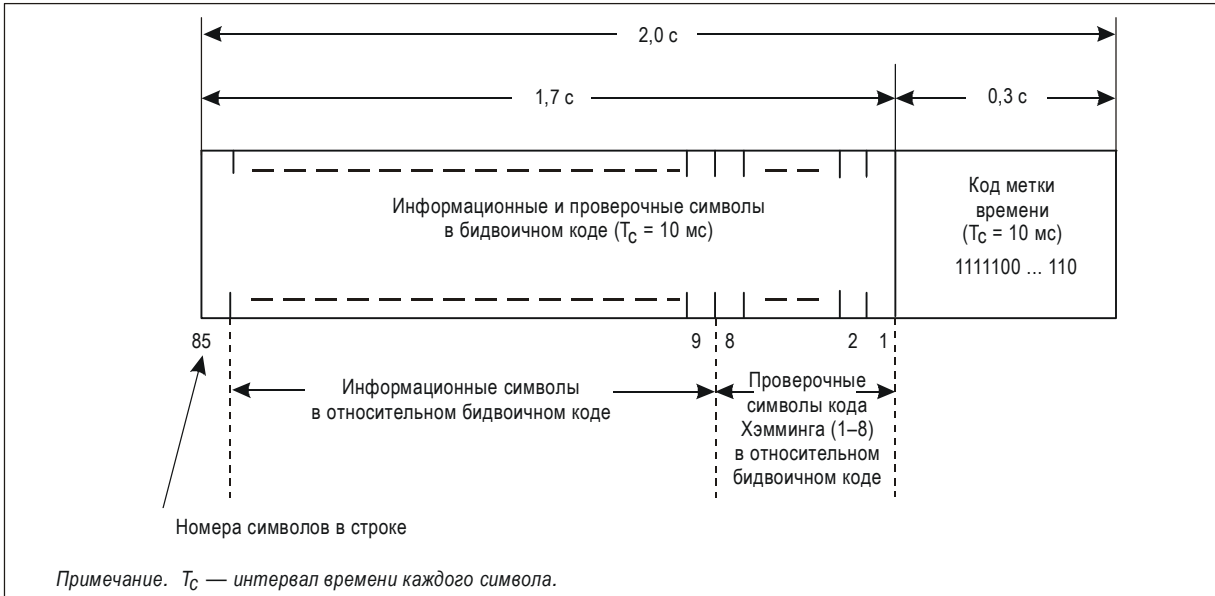 2,0 с
1,7 с
0,3 с
Информационные и проверочные символы
в бидвоичном коде (Tс = 10 мс)
Код метки
времени
(Tс = 10 мс)
1111100 ... 110
85
9
8
2
1
Информационные символы
в относительном бидвоичном коде
Проверочные
символы кода
Хэмминга (1–8)
в относительном
бидвоичном коде
Номера символов в строке
Примечание. Tс — интервал времени каждого символа.